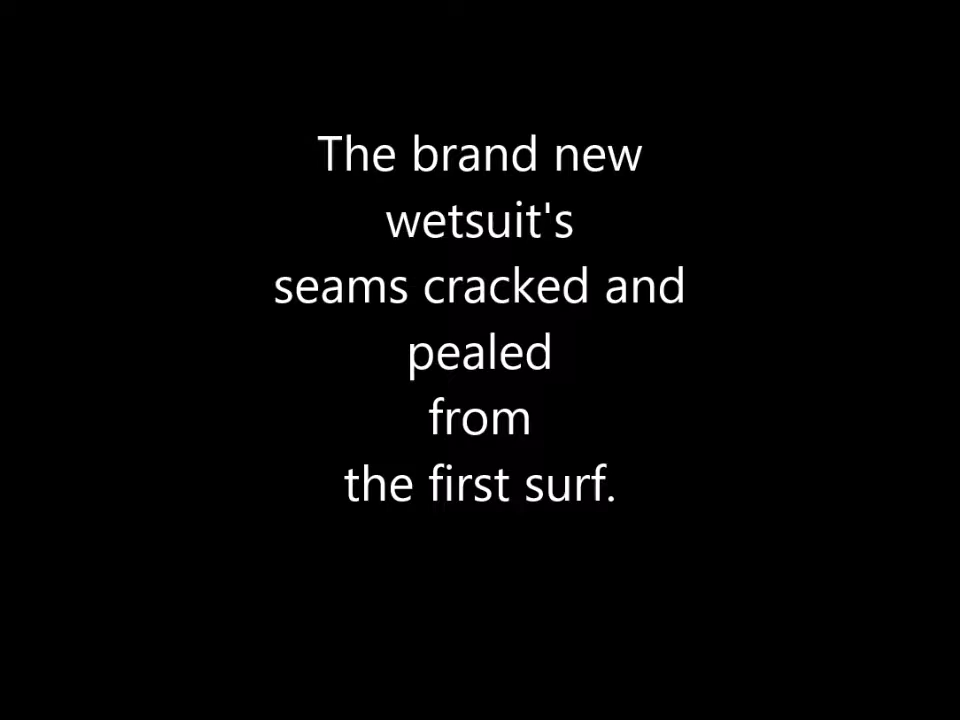 The brand new
wetsuit's
seams cracked and
pealed
from
the first surf.